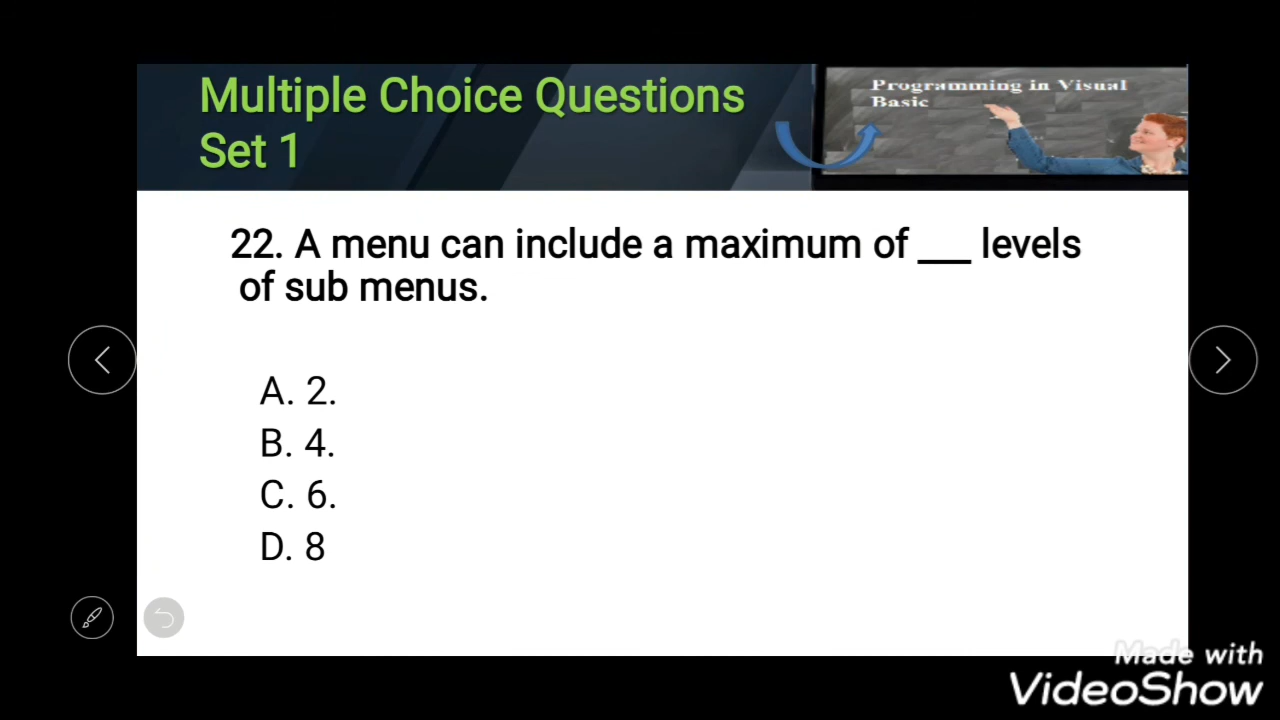 Multiple Choice Questions
Set 1
Programming in Visual
Basic
22. A menu can include a maximum of ___ levels
of sub menus.
A. 2.
B. 4.
C. 6.
D. 8
Made with
VideoShow